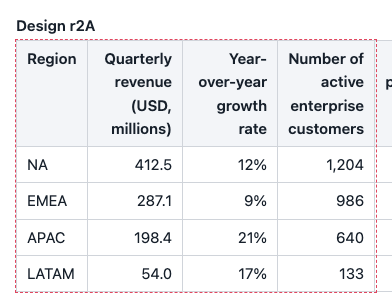 Design r2A
Region
Quarterly
revenue
(USD,
millions)
Year-
over-year
growth
rate
Number of
active
enterprise
customers
NA 412.5 12% 1,204
EMEA 287.1 9% 986
APAC 198.4 21% 640
LATAM 54.0 17% 133